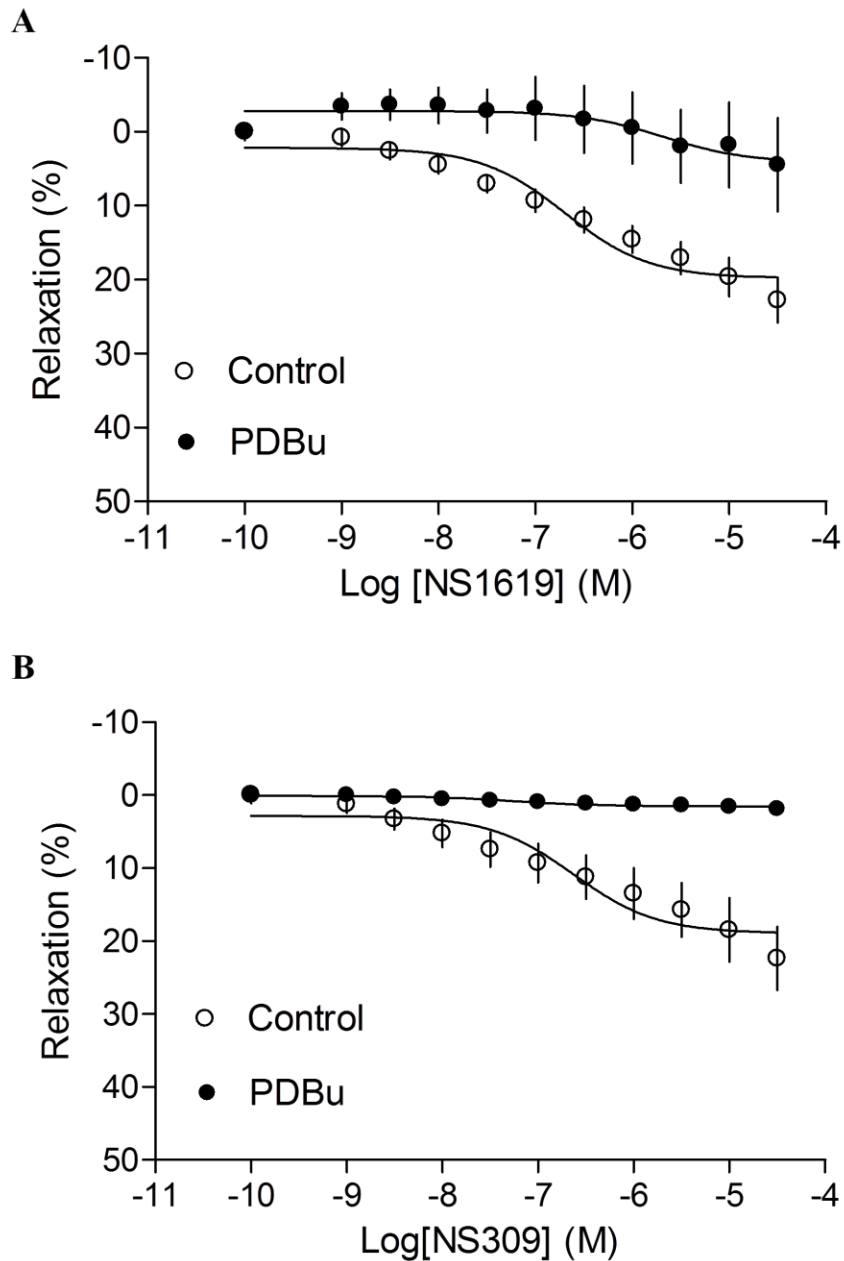 A
-10
0
10
20
30
40
50
Relaxation (%)
Control
PDBu
-11 -10 -9 -8 -7 -6 -5 -4
Log [NS1619] (M)
B
-10
0
10
20
30
40
50
Relaxation (%)
Control
PDBu
-11 -10 -9 -8 -7 -6 -5 -4
Log[NS309] (M)